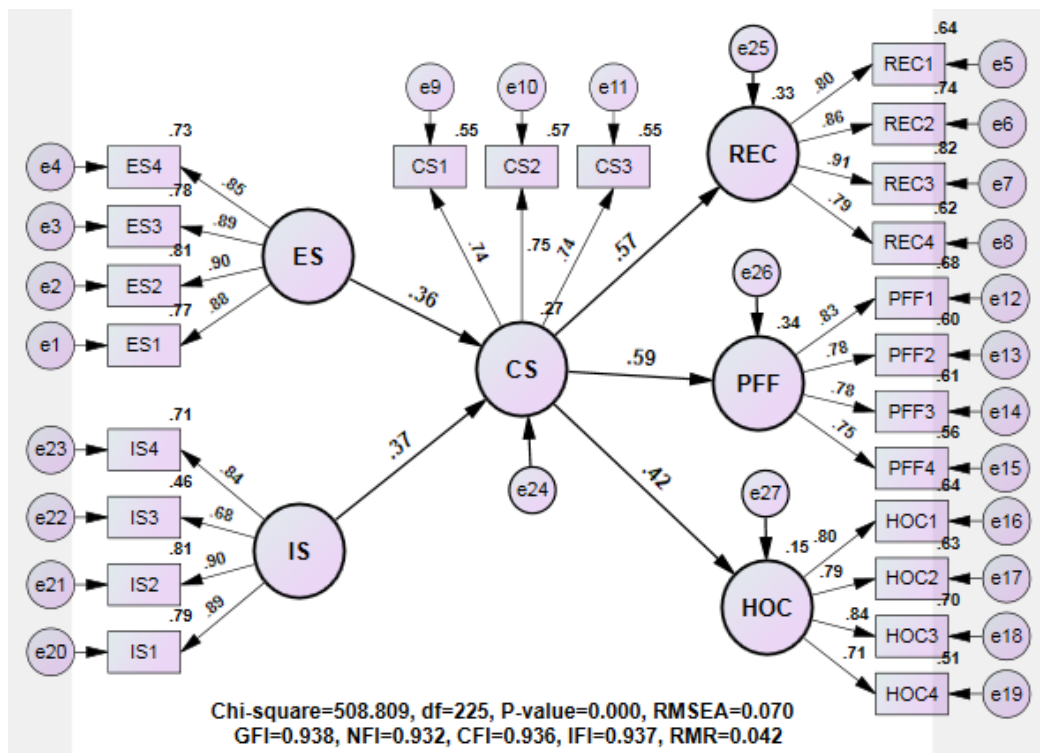 .64
e25
REC1
e5
e9
e10
e11
.33
.80
.74
.73
.55
.57
.55
REC
.86
REC2
e6
e4
ES4
CS1
CS2
CS3
.82
.85
.91
REC3
e7
.78
.79
.62
e3
ES3
.89
REC4
e8
.81
ES
.74
.75
.74
.57
e26
.68
e2
ES2
.90
.36
.27
.34
.83
PFF1
e12
.77
.88
.60
e1
ES1
CS
.59
PFF
.78
PFF2
e13
.61
.78
PFF3
e14
.71
.37
.75
.56
e23
IS4
.84
e24
.42
PFF4
e15
.46
e27
.64
e22
IS3
.68
.15
.80
HOC1
e16
.81
IS
.63
e21
IS2
.90
.79
HOC2
e17
.79
.89
HOC
.70
e20
IS1
.84
HOC3
e18
.71
.51
HOC4
e19
Chi-square=508.809, df=225, P-value=0.000, RMSEA=0.070
GFI=0.938, NFI=0.932, CFI=0.936, IFI=0.937, RMR=0.042